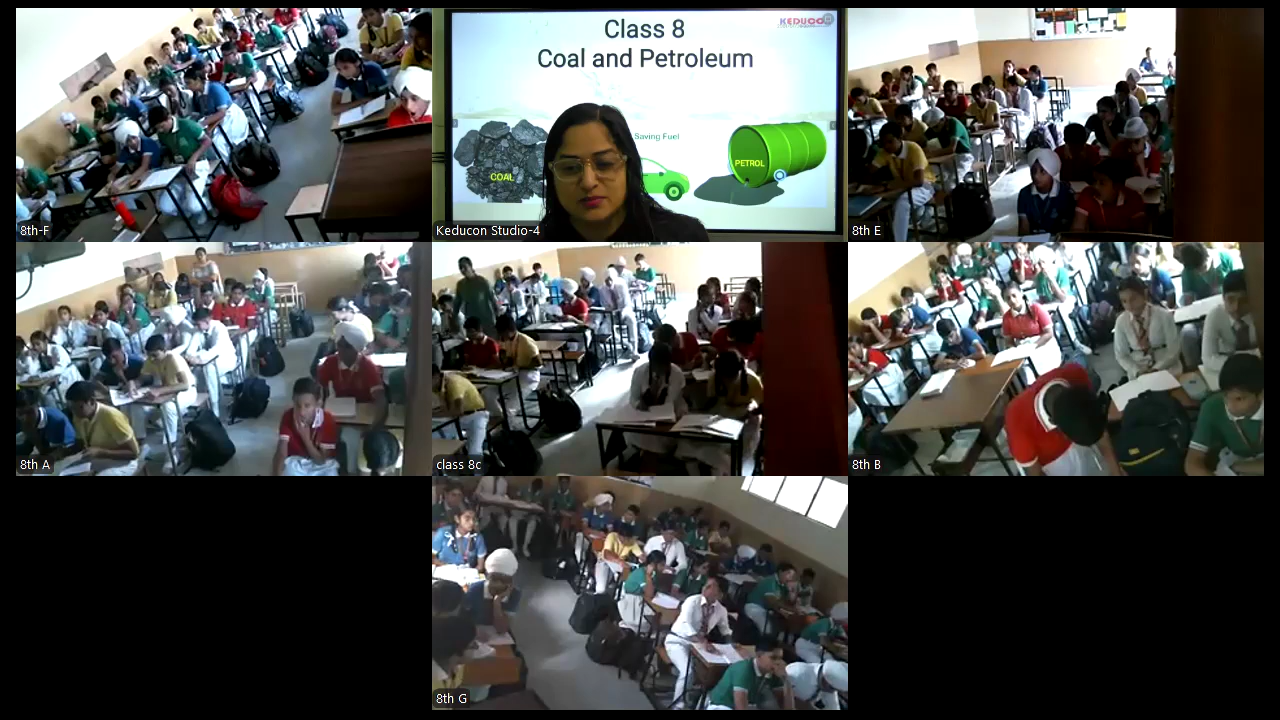 Class 8
Coal and Petroleum
KEDUCON
Saving Fuel
COAL
PETROL
8th-F
Keducon Studio-4
8th E
8th A
class 8c
8th B
8th G